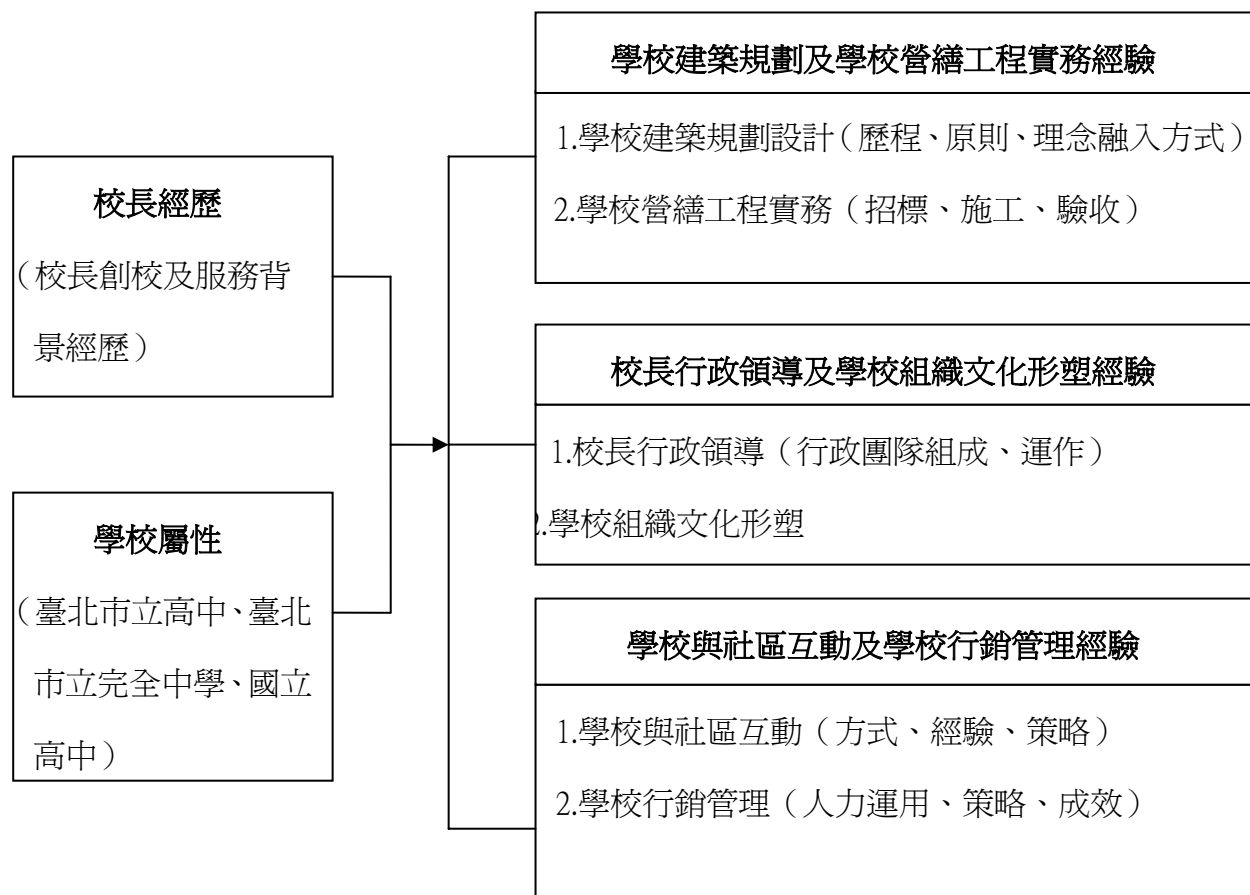 校長經歷
（校長創校及服務背
景經歷）
學校屬性
（臺北市立高中、臺北
市立完全中學、國立
高中）
學校建築規劃及學校營繕工程實務經驗
1.學校建築規劃設計（歷程、原則、理念融入方式）
2.學校營繕工程實務（招標、施工、驗收）
校長行政領導及學校組織文化形塑經驗
1.校長行政領導（行政團隊組成、運作）
2.學校組織文化形塑
學校與社區互動及學校行銷管理經驗
1.學校與社區互動（方式、經驗、策略）
2.學校行銷管理（人力運用、策略、成效）